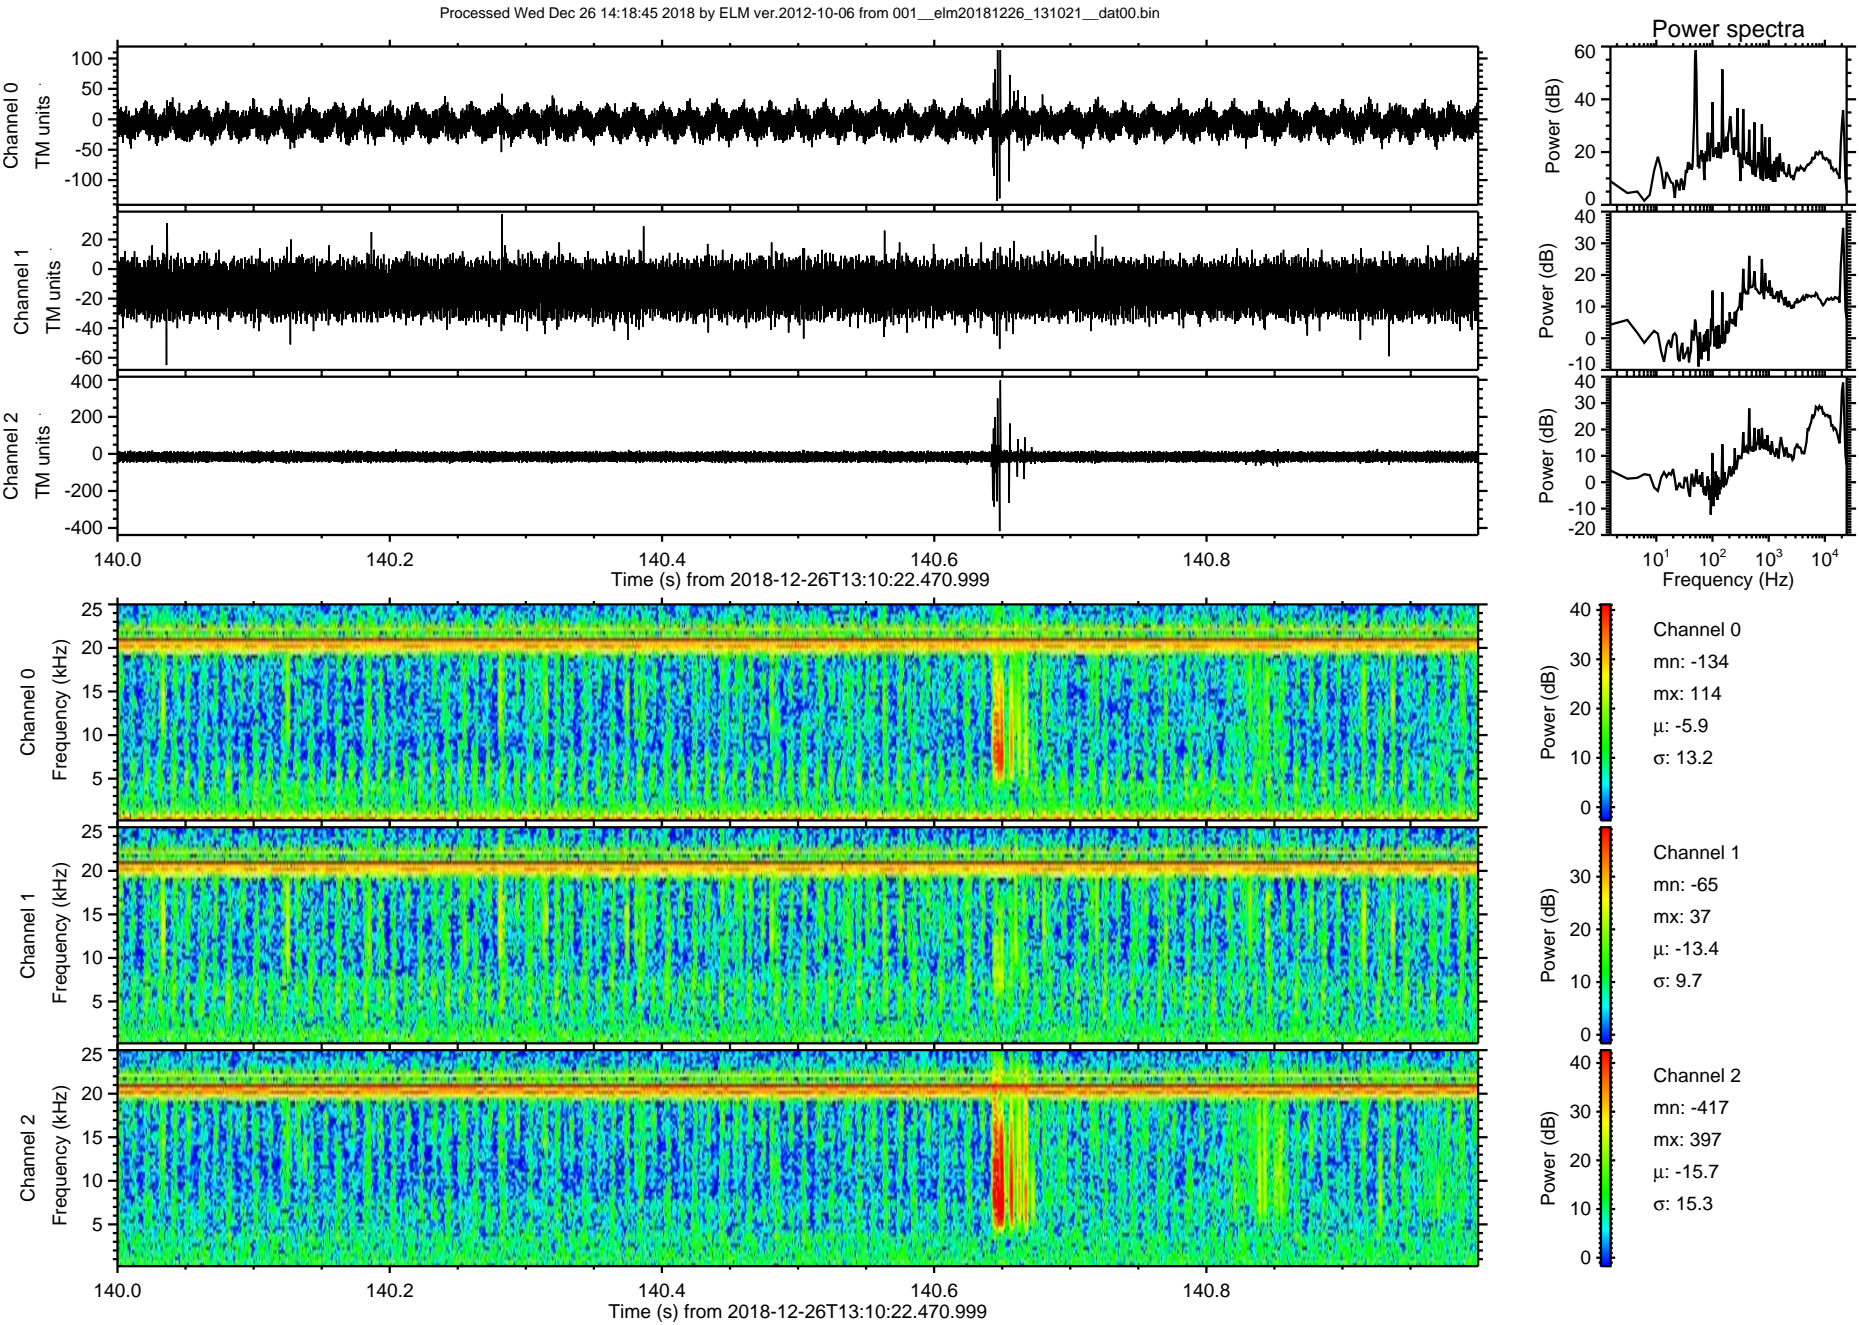 Processed Wed Dec 26 14:18:45 2018 by ELM ver.2012-10-06 from 001__elm20181226_131021__dat00.bin
Power spectra
Channel 0
TM units
100
50
0
-50
-100
Power (dB)
60
40
20
0
Channel 1
TM units
20
0
-20
-40
-60
Power (dB)
40
30
20
10
0
-10
Channel 2
TM units
400
200
0
-200
-400
Power (dB)
40
30
20
10
0
-10
-20
140.0 140.2 140.4 140.6 140.8
Time (s) from 2018-12-26T13:10:22.470.999
10^1 10^2 10^3 10^4
Frequency (Hz)
Channel 0
Frequency (kHz)
25
20
15
10
5
Power (dB)
40
30
20
10
0
Channel 0
mn: -134
mx: 114
μ: -5.9
σ: 13.2
Channel 1
Frequency (kHz)
25
20
15
10
5
Power (dB)
30
20
10
0
Channel 1
mn: -65
mx: 37
μ: -13.4
σ: 9.7
Channel 2
Frequency (kHz)
25
20
15
10
5
Power (dB)
40
30
20
10
0
Channel 2
mn: -417
mx: 397
μ: -15.7
σ: 15.3
140.0 140.2 140.4 140.6 140.8
Time (s) from 2018-12-26T13:10:22.470.999